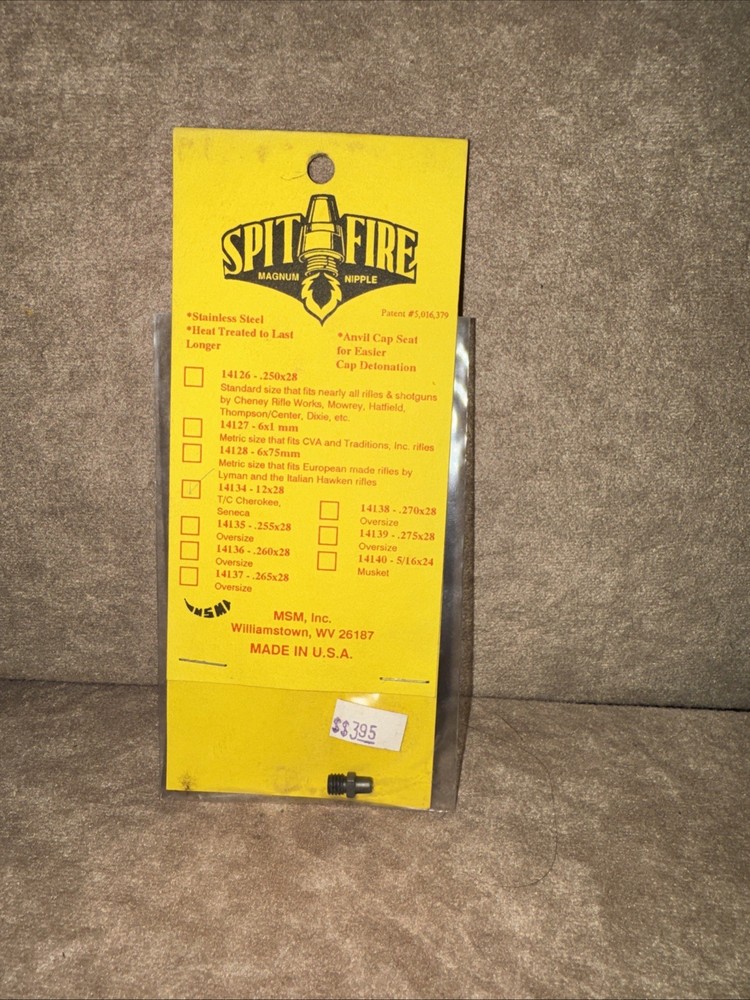 SPIT FIRE
MAGNUM NIPPLE
Patent #5,016,379
*Stainless Steel
*Heat Treated to Last
Longer
*Anvil Cap Seat
for Easier
Cap Detonation
14126 - .250x28
Standard size that fits nearly all rifles & shotguns
by Cheney Rifle Works, Mowrey, Hatfield,
Thompson/Center, Dixie, etc.
14127 - 6x1 mm
Metric size that fits CVA and Traditions, Inc. rifles
14128 - 6x75mm
Metric size that fits European made rifles by
Lyman and the Italian Hawken rifles
14134 - 12x28
T/C Cherokee,
Seneca
14135 - .255x28
Oversize
14136 - .260x28
Oversize
14137 - .265x28
Oversize
14138 - .270x28
Oversize
14139 - .275x28
Oversize
14140 - 5/16x24
Musket
MSM
MSM, Inc.
Williamstown, WV 26187
MADE IN U.S.A.
$$395